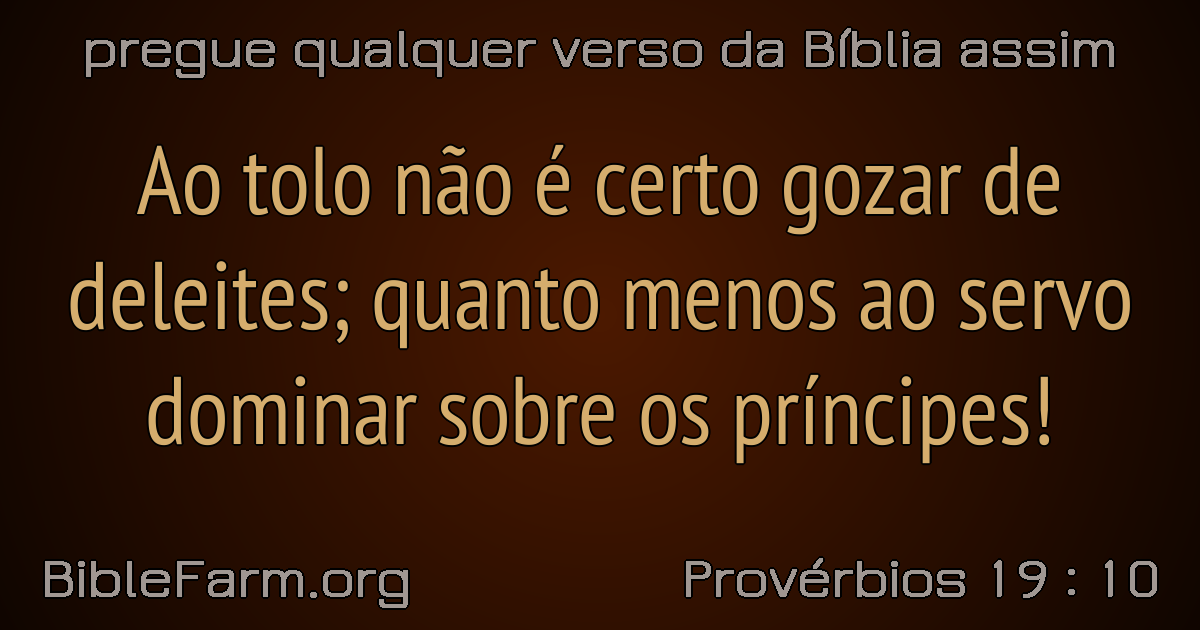 pregue qualquer verso da Bíblia assim
Ao tolo não é certo gozar de
deleites; quanto menos ao servo
dominar sobre os príncipes!
BibleFarm.org
Provérbios 19 : 10